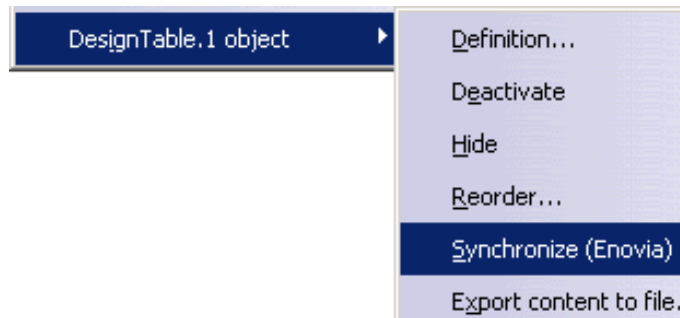 DesignTable.1 object
Definition...
Deactivate
Hide
Reorder...
Synchronize (Enovia)
Export content to file.